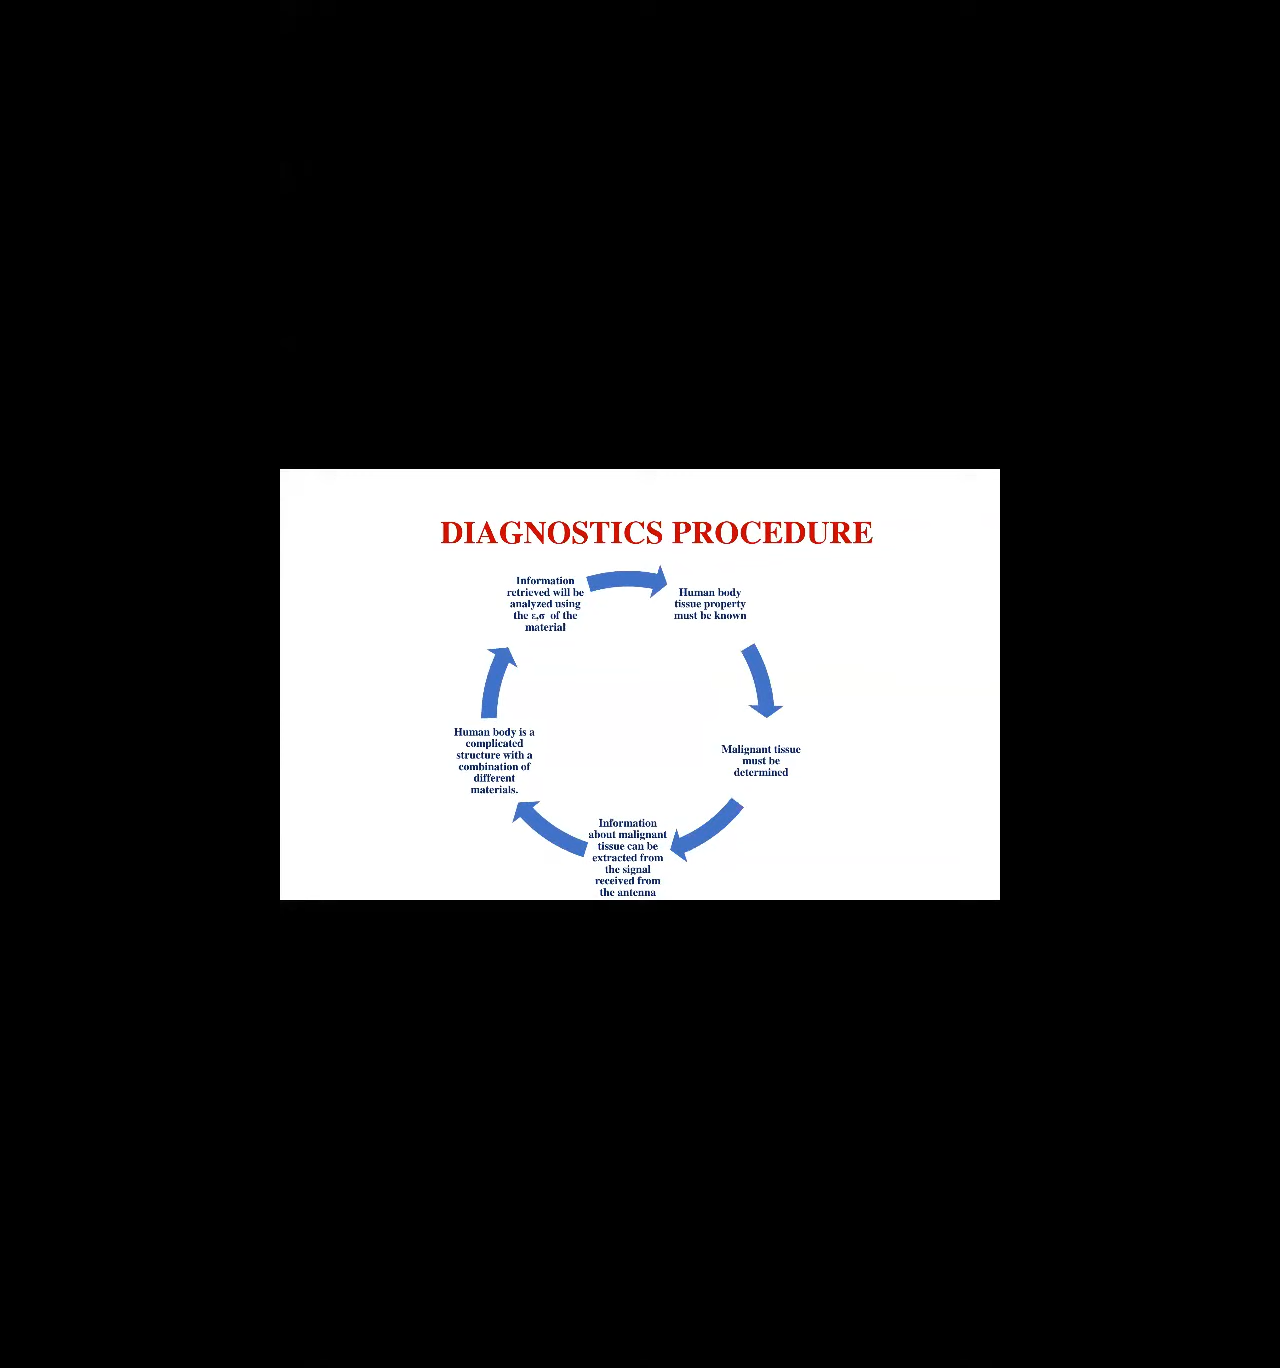 DIAGNOSTICS PROCEDURE
Information
retrieved will be
analyzed using
the ε,σ of the
material
Human body
tissue property
must be known
Malignant tissue
must be
determined
Information
about malignant
tissue can be
extracted from
the signal
received from
the antenna
Human body is a
complicated
structure with a
combination of
different
materials.